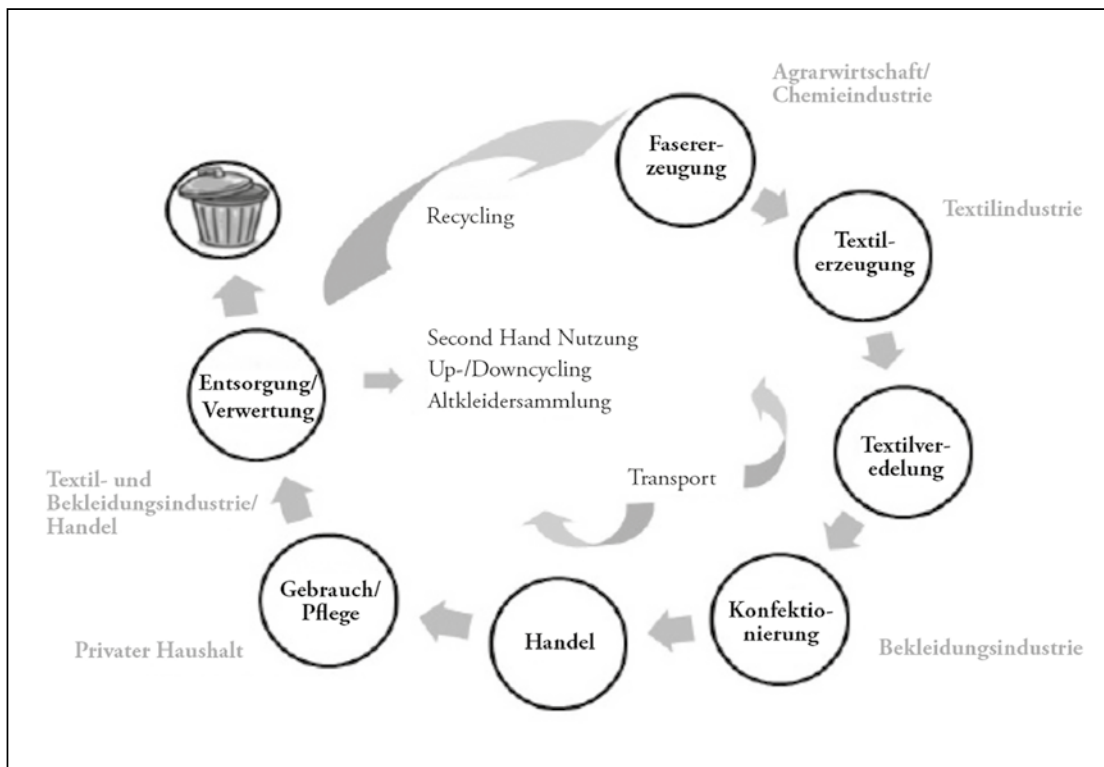 Agrarwirtschaft/
Chemieindustrie
Faserer-
zeugung
Textilindustrie
Textil-
erzeugung
Recycling
Second Hand Nutzung
Up-/Downcycling
Altkleidersammlung
Entsorgung/
Verwertung
Textilver-
edelung
Transport
Textil- und
Bekleidungsindustrie/
Handel
Gebrauch/
Pflege
Konfektio-
nierung
Handel
Privater Haushalt
Bekleidungsindustrie